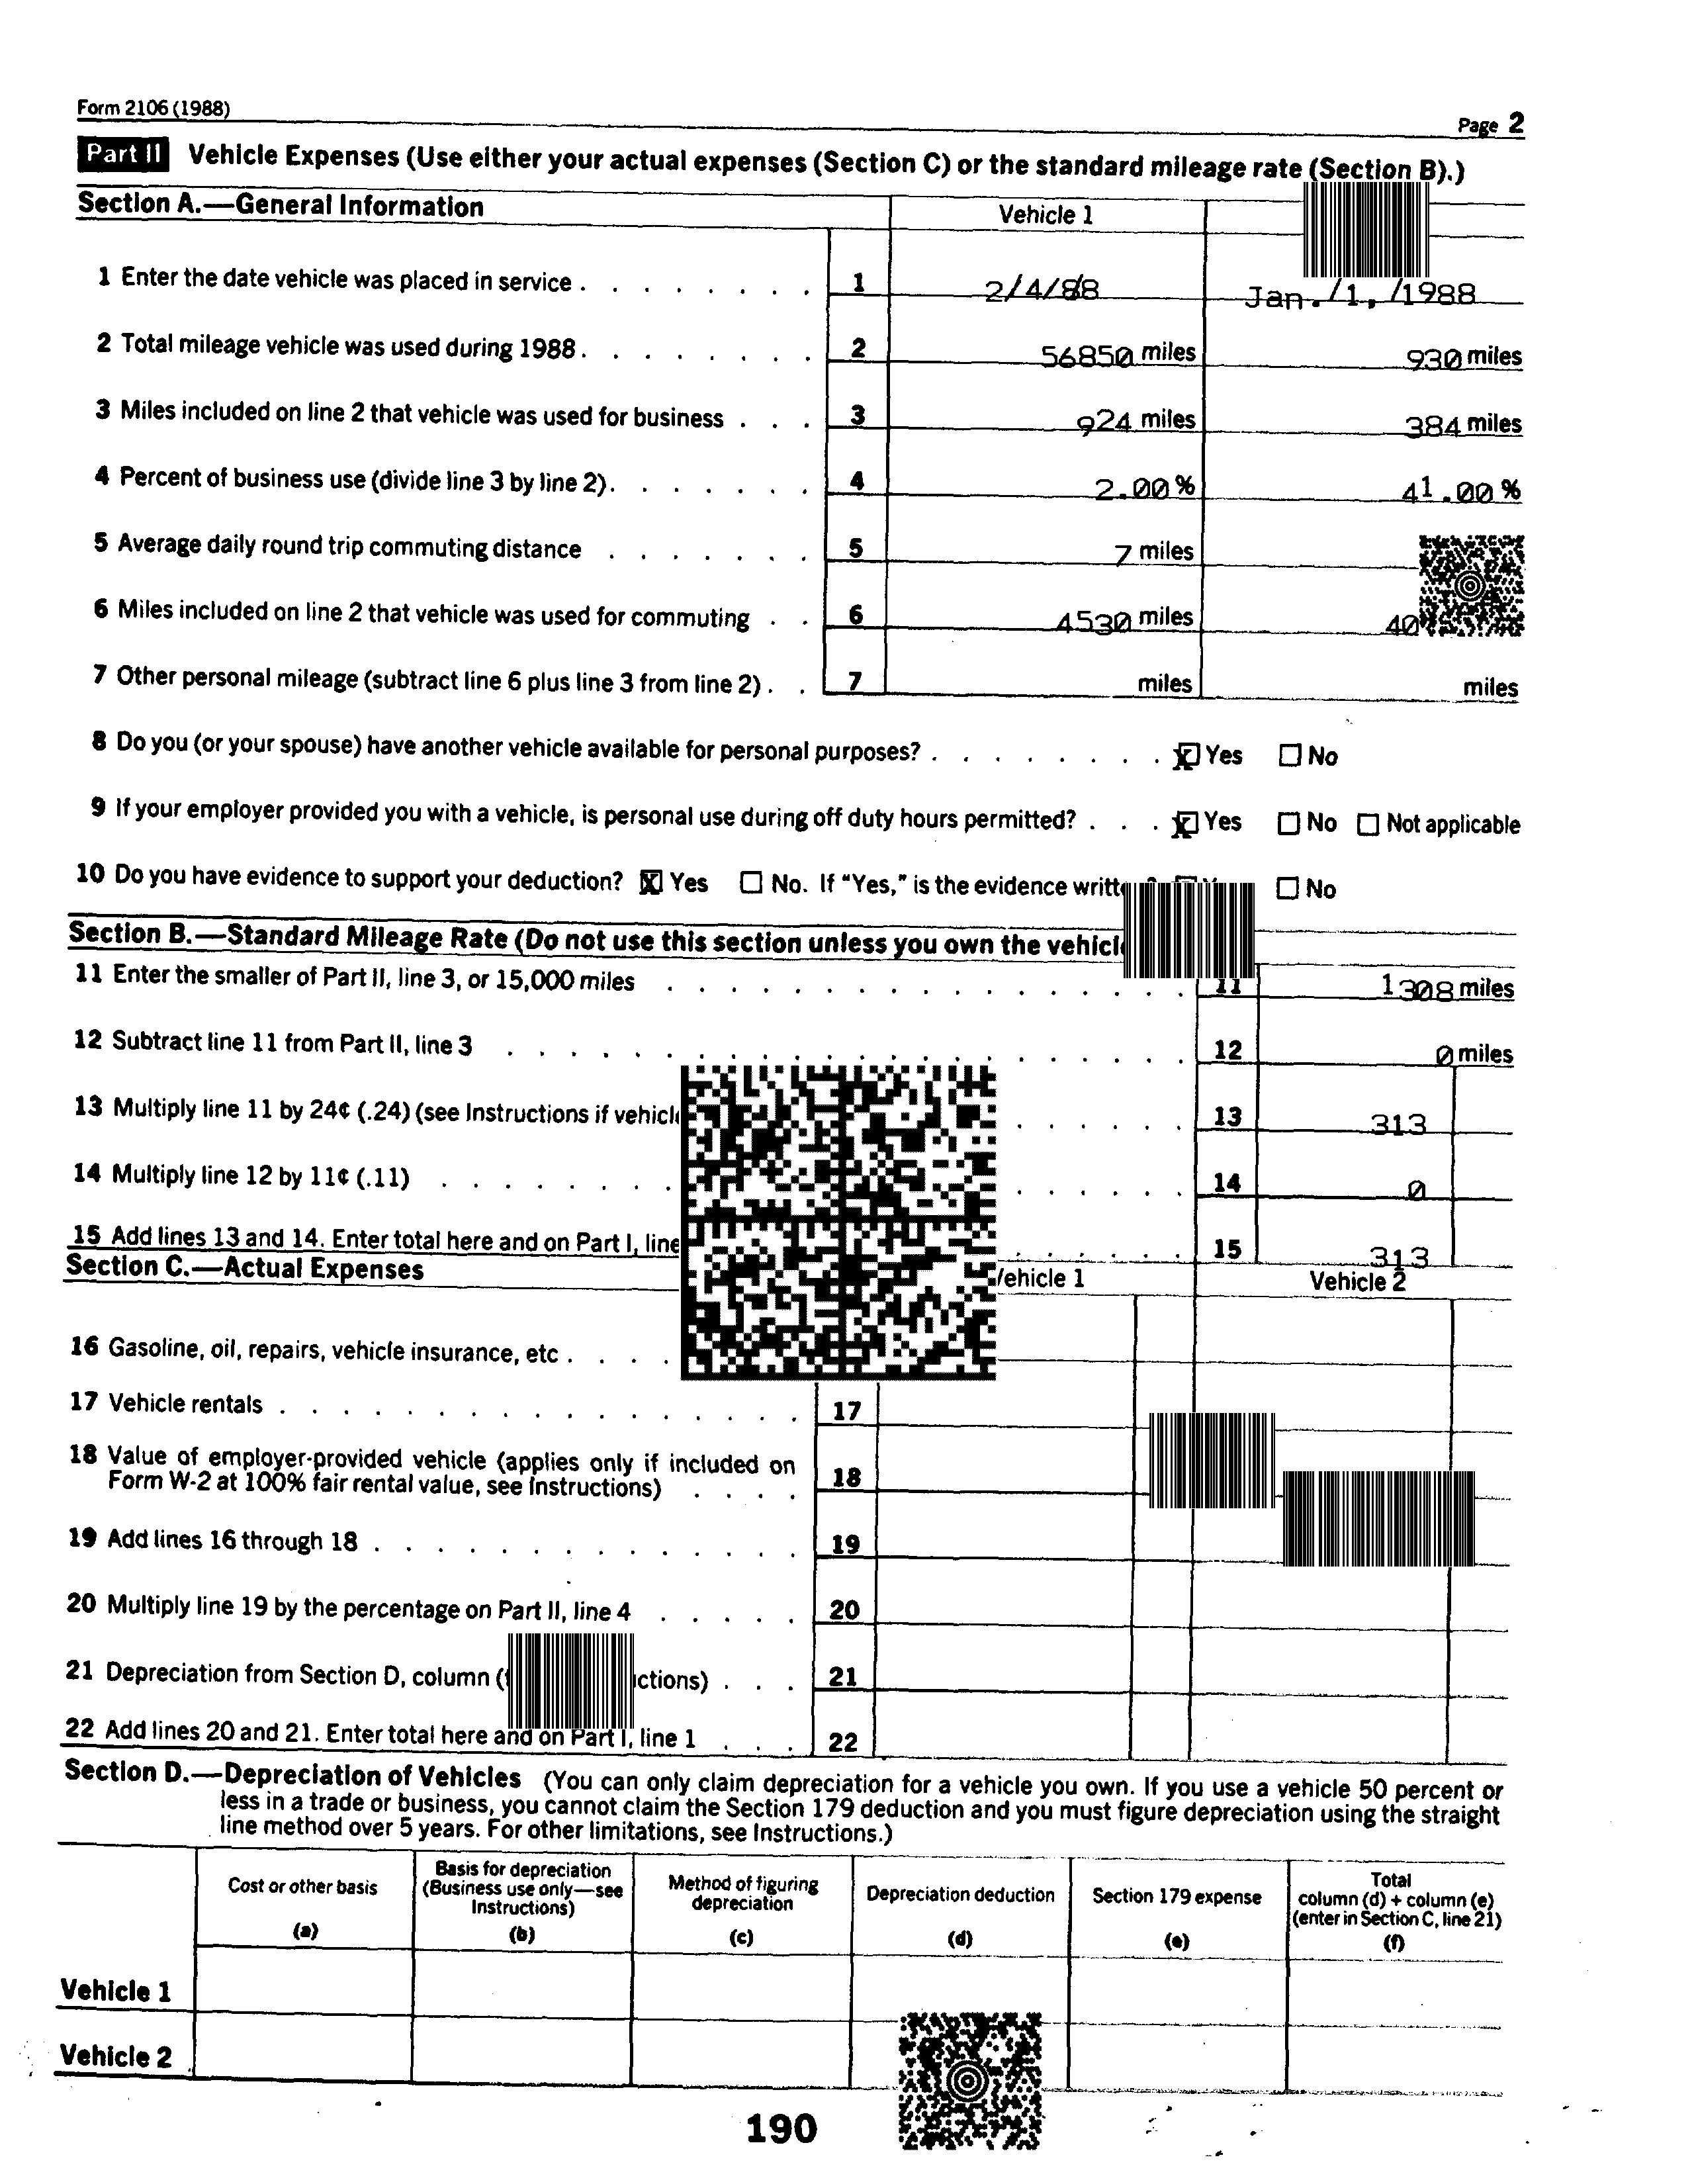 Form 2106 (1988)
Page 2
Part II Vehicle Expenses (Use either your actual expenses (Section C) or the standard mileage rate (Section B).)
Section A.—General Information
Vehicle 1
1 Enter the date vehicle was placed in service . . . . . . . . 1 2/4/88 Jan./1, /1988
2 Total mileage vehicle was used during 1988 . . . . . . . . 2 56850 miles 930 miles
3 Miles included on line 2 that vehicle was used for business . . . 3 924 miles 384 miles
4 Percent of business use (divide line 3 by line 2) . . . . . . . 4 2.00 % 41.00 %
5 Average daily round trip commuting distance . . . . . . . 5 7 miles
6 Miles included on line 2 that vehicle was used for commuting . . 6 4530 miles 40
7 Other personal mileage (subtract line 6 plus line 3 from line 2) . . 7 miles miles
8 Do you (or your spouse) have another vehicle available for personal purposes? . . . . . . . . X Yes No
9 If your employer provided you with a vehicle, is personal use during off duty hours permitted? . . . X Yes No Not applicable
10 Do you have evidence to support your deduction? X Yes No. If “Yes,” is the evidence No
Section B.—Standard Mileage Rate (Do not use this section unless you own the
11 Enter the smaller of Part II, line 3, or 15,000 miles . . . . . . . . . . . . . . . . . . . 11 1308 miles
12 Subtract line 11 from Part II, line 3 . . . . . . . . . . . . . . . . . . . . . . 12 0 miles
13 Multiply line 11 by 24¢ (.24) (see Instructions if . . . . . 13 313
14 Multiply line 12 by 11¢ (.11) . . . . . . . . . . . . . 14 0
15 Add lines 13 and 14. Enter total here and on Part I, line . . . . . 15 313
Section C.—Actual Expenses Vehicle 1 Vehicle 2
16 Gasoline, oil, repairs, vehicle insurance, etc . . . .
17 Vehicle rentals . . . . . . . . . . . . . . . . . 17
18 Value of employer-provided vehicle (applies only if included on
Form W-2 at 100% fair rental value, see Instructions) . . . . 18
19 Add lines 16 through 18 . . . . . . . . . . . . . . 19
20 Multiply line 19 by the percentage on Part II, line 4 . . . . . 20
21 Depreciation from Section D, column . . . 21
22 Add lines 20 and 21. Enter total here and on Part I, line 1 . . . 22
Section D.—Depreciation of Vehicles (You can only claim depreciation for a vehicle you own. If you use a vehicle 50 percent or
less in a trade or business, you cannot claim the Section 179 deduction and you must figure depreciation using the straight
line method over 5 years. For other limitations, see Instructions.)
Cost or other basis
(a)
Basis for depreciation
(Business use only—see
Instructions)
(b)
Method of figuring
depreciation
(c)
Depreciation deduction
(d)
Section 179 expense
(e)
Total
column (d) + column (e)
(enter in Section C, line 21)
(f)
Vehicle 1
Vehicle 2
190